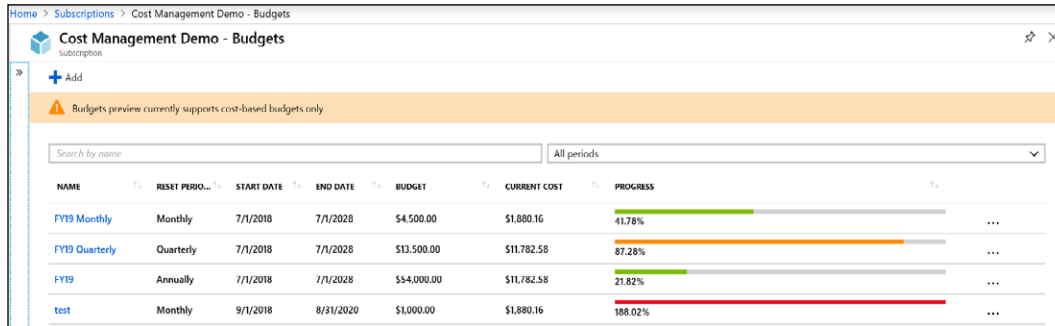 Home > Subscriptions > Cost Management Demo - Budgets
Cost Management Demo - Budgets
Subscription
» + Add
Budgets preview currently supports cost-based budgets only
Search by name All periods
NAME RESET PERIO... START DATE END DATE BUDGET CURRENT COST PROGRESS
FY19 Monthly Monthly 7/1/2018 7/1/2028 $4,500.00 $1,880.16 41.78% ...
FY19 Quarterly Quarterly 7/1/2018 7/1/2028 $13,500.00 $11,782.58 87.28% ...
FY19 Annually 7/1/2018 7/1/2028 $54,000.00 $11,782.58 21.82% ...
test Monthly 9/1/2018 8/31/2020 $1,000.00 $1,880.16 188.02% ...